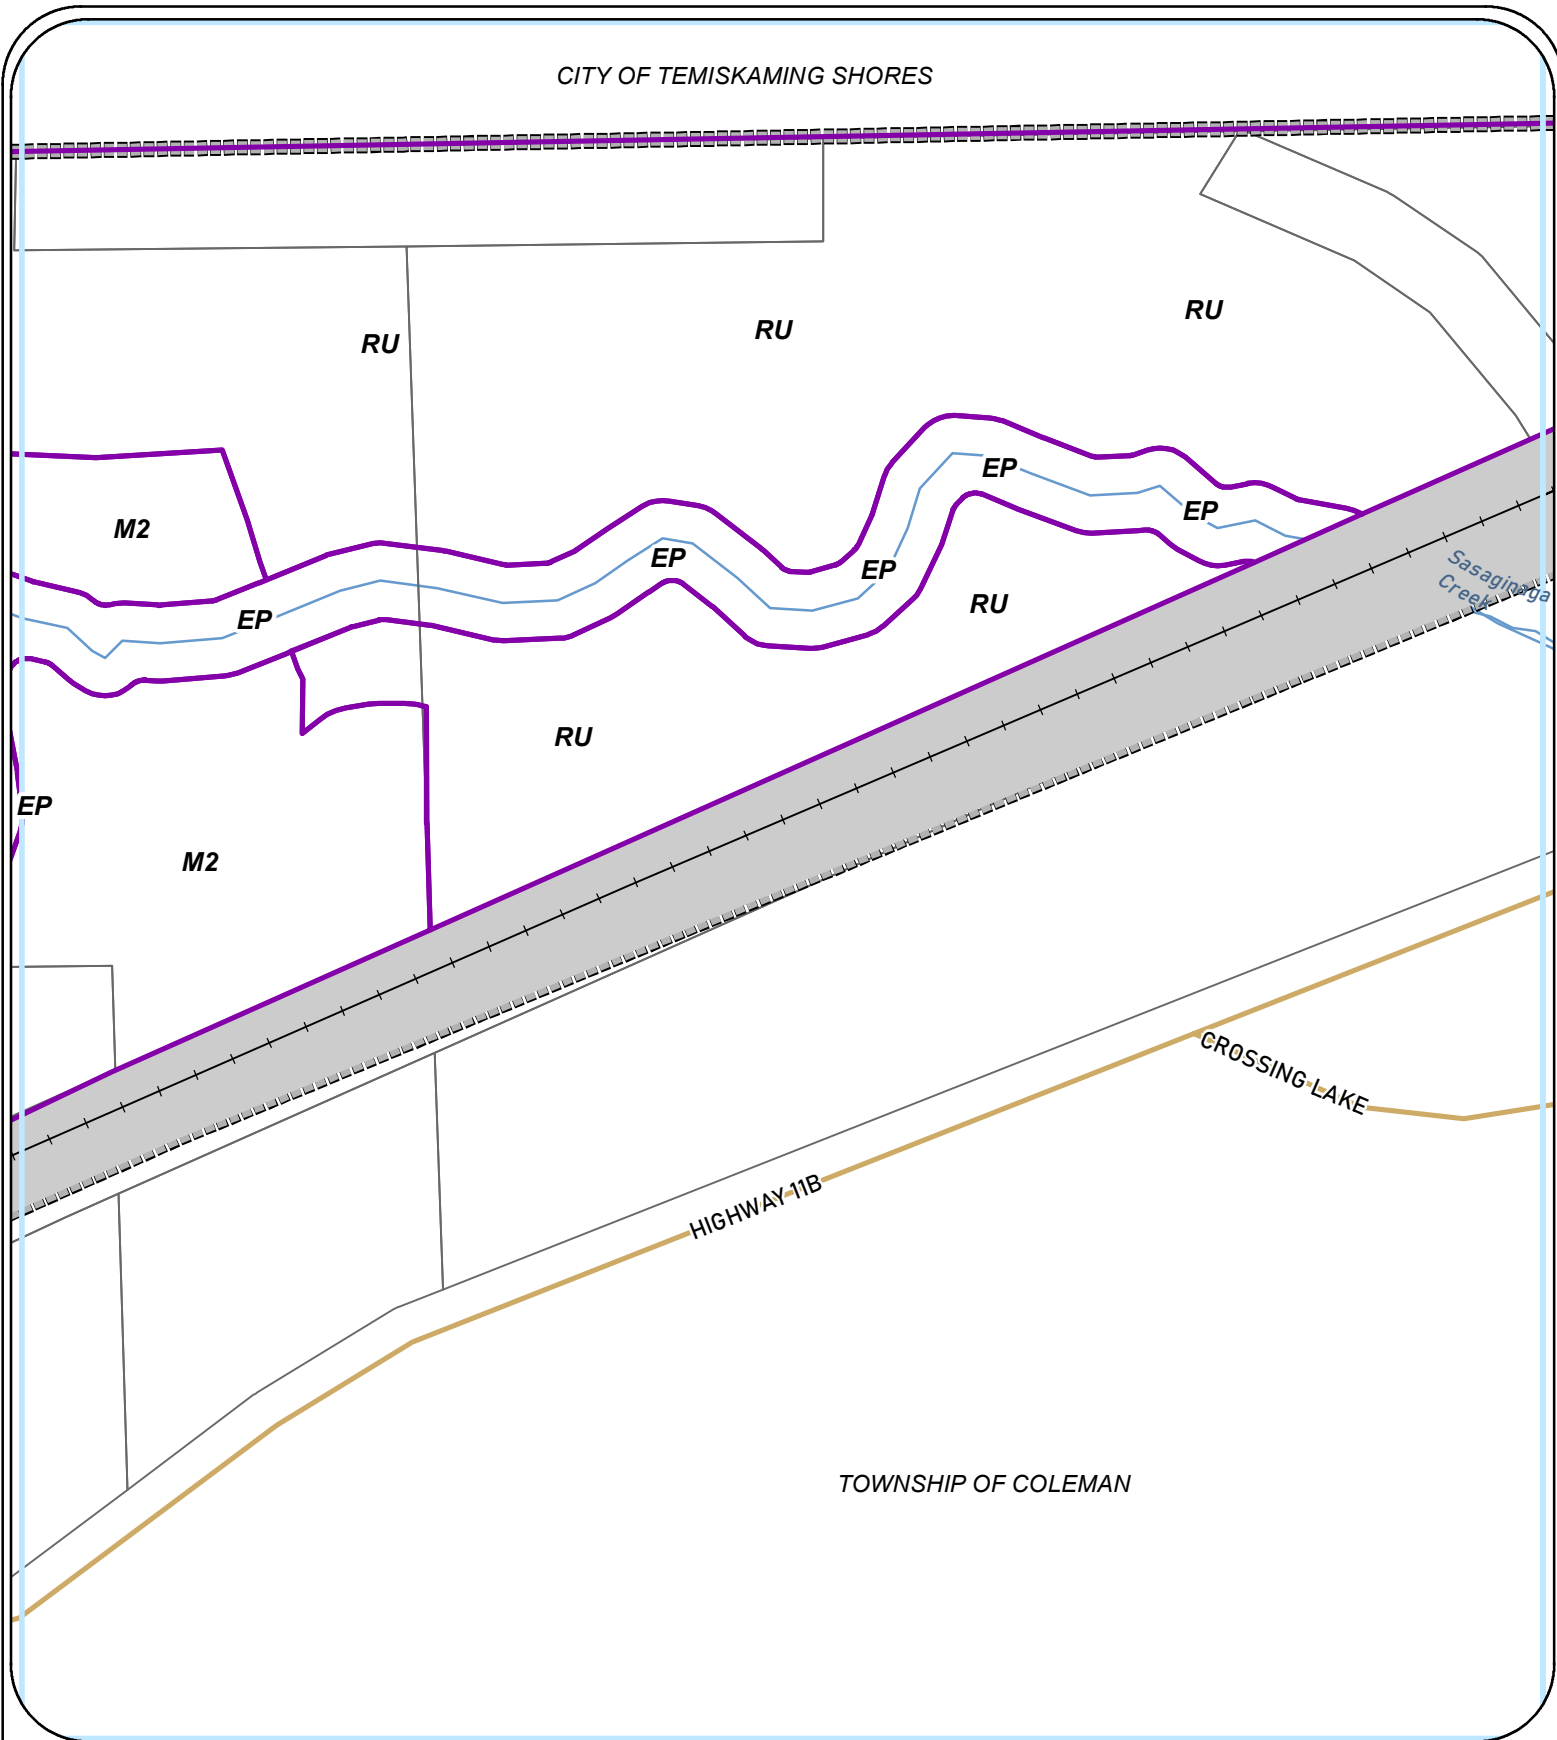 CITY OF TEMISKAMING SHORES
RU
RU
RU
EP
EP
M2
EP
EP
EP
Sasaginaga
Creek
RU
RU
EP
M2
CROSSING LAKE
HIGHWAY 11B
TOWNSHIP OF COLEMAN